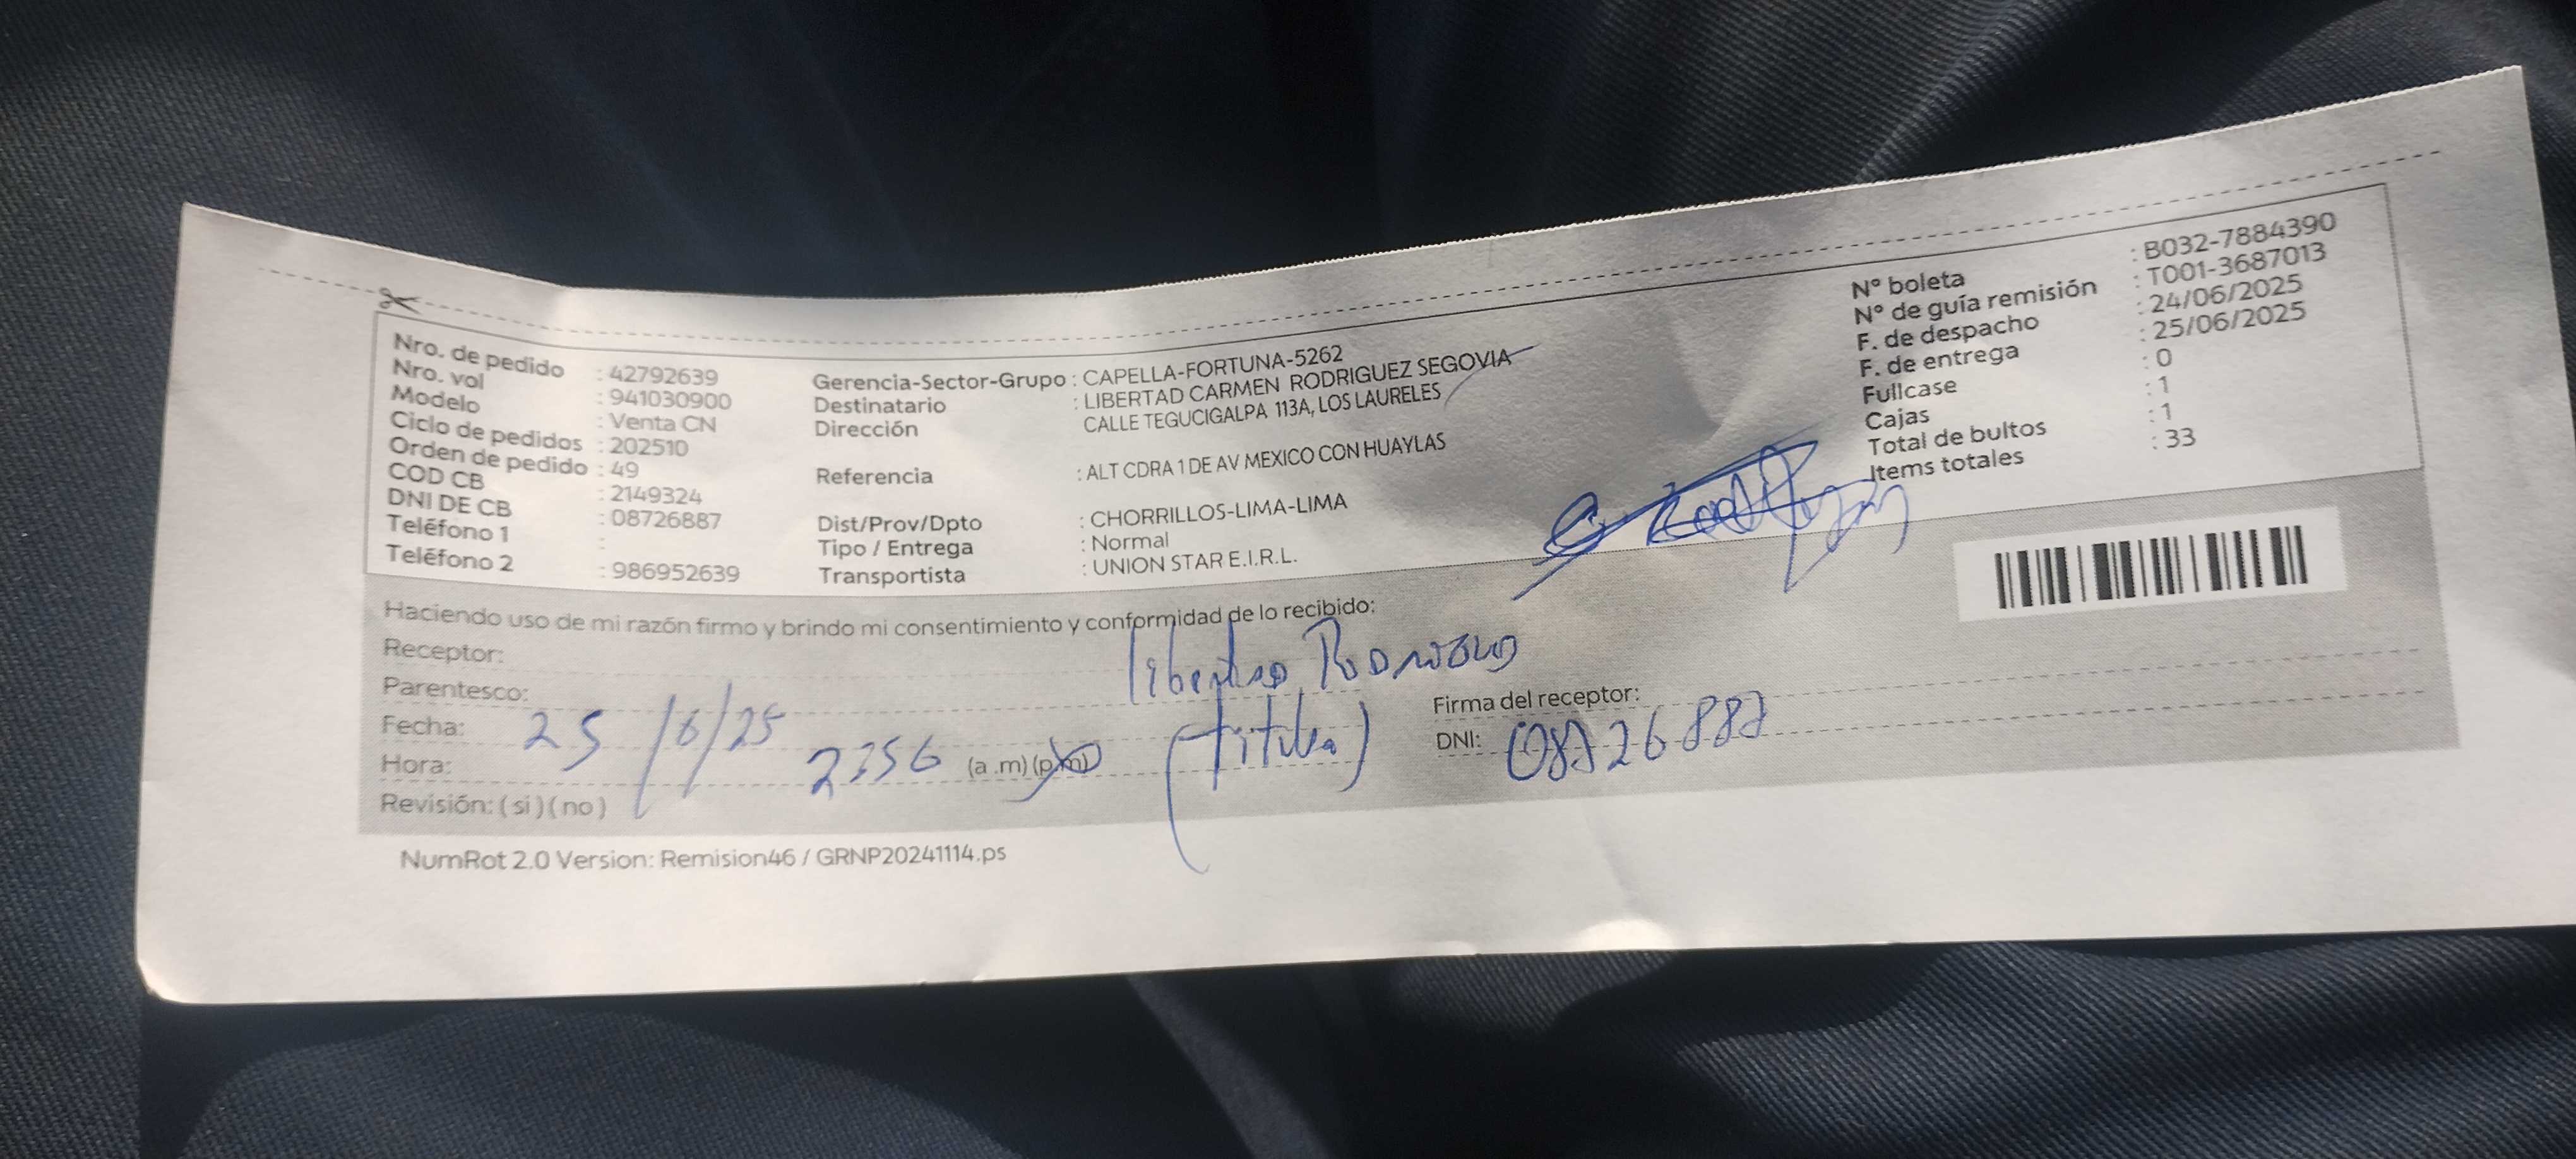 Nro. de pedido : 42792639
Nro. vol : 941030900
Modelo : Venta CN
Ciclo de pedidos : 202510
Orden de pedido : 49
COD CB : 2149324
DNI DE CB : 08726887
Teléfono 1 :
Teléfono 2 : 986952639
Gerencia-Sector-Grupo : CAPELLA-FORTUNA-5262
Destinatario : LIBERTAD CARMEN RODRIGUEZ SEGOVIA
Dirección CALLE TEGUCIGALPA 113A, LOS LAURELES
Referencia : ALT CDRA 1 DE AV MEXICO CON HUAYLAS
Dist/Prov/Dpto : CHORRILLOS-LIMA-LIMA
Tipo / Entrega : Normal
Transportista : UNION STAR E.I.R.L.
N° boleta : B032-7884390
N° de guía remisión : T001-3687013
F. de despacho : 24/06/2025
F. de entrega : 25/06/2025
Fullcase : 0
Cajas : 1
Total de bultos : 1
Items totales : 33
Haciendo uso de mi razón firmo y brindo mi consentimiento y conformidad de lo recibido:
Receptor: Libertad Rodriguez
Parentesco: (titular)
Firma del receptor:
Fecha: 25/6/25
DNI: 08726887
Hora: 2:56 (a .m) (p.m)
Revisión: ( si ) ( no )
NumRot 2.0 Version: Remision46 / GRNP20241114.ps